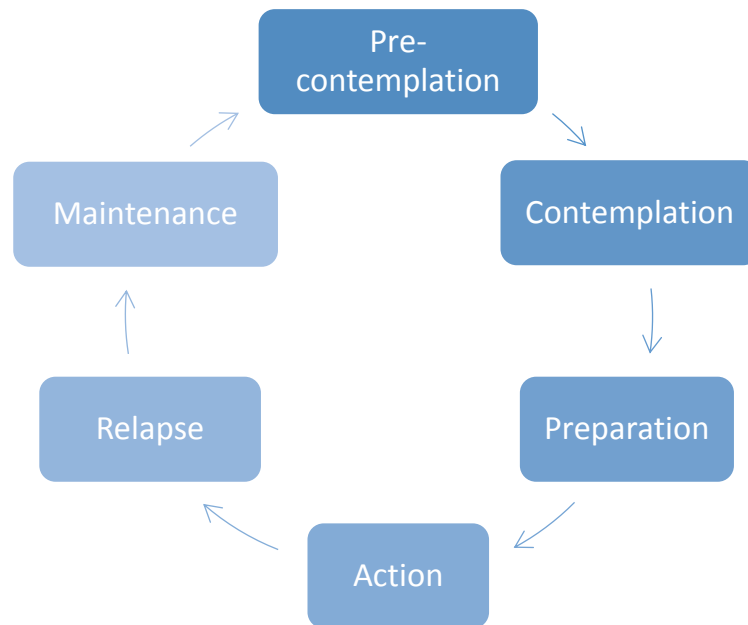 Pre-
contemplation
Contemplation
Preparation
Action
Relapse
Maintenance